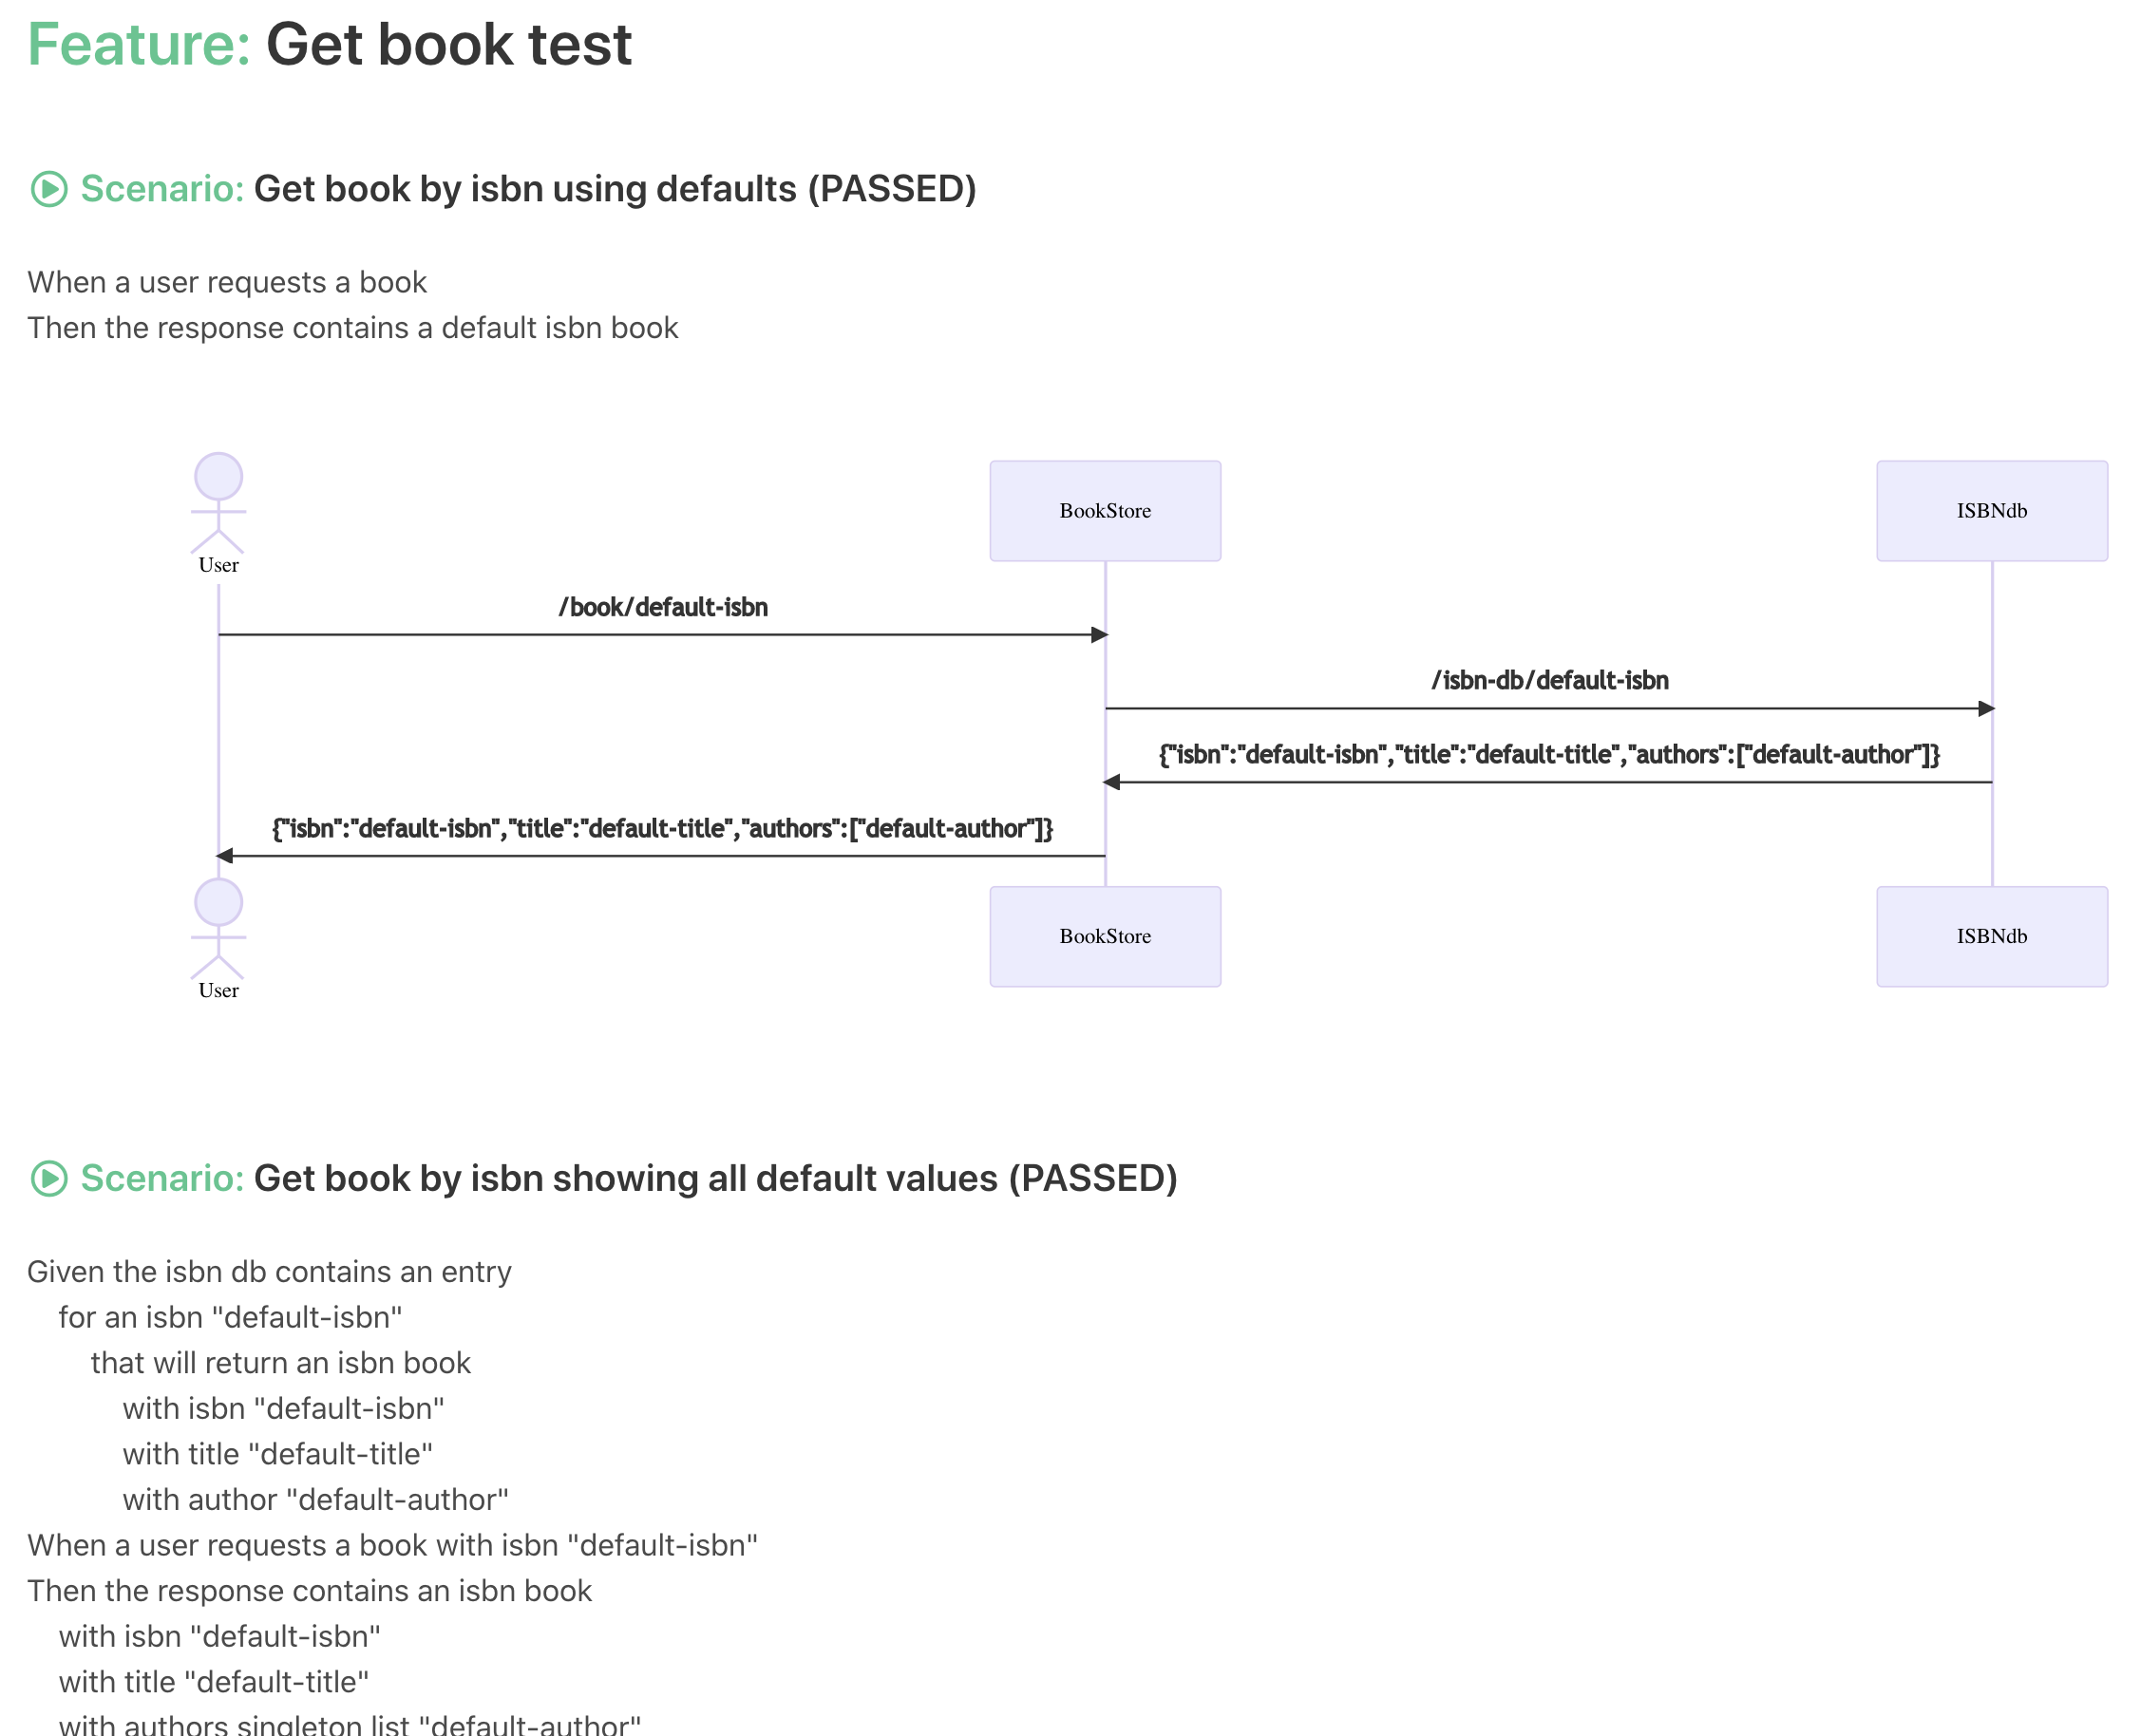 Feature: Get book test
Scenario: Get book by isbn using defaults (PASSED)
When a user requests a book
Then the response contains a default isbn book
User
BookStore
ISBNdb
/book/default-isbn
/isbn-db/default-isbn
{"isbn":"default-isbn","title":"default-title","authors":["default-author"]}
{"isbn":"default-isbn","title":"default-title","authors":["default-author"]}
User
BookStore
ISBNdb
Scenario: Get book by isbn showing all default values (PASSED)
Given the isbn db contains an entry
for an isbn "default-isbn"
that will return an isbn book
with isbn "default-isbn"
with title "default-title"
with author "default-author"
When a user requests a book with isbn "default-isbn"
Then the response contains an isbn book
with isbn "default-isbn"
with title "default-title"
with authors singleton list "default-author"